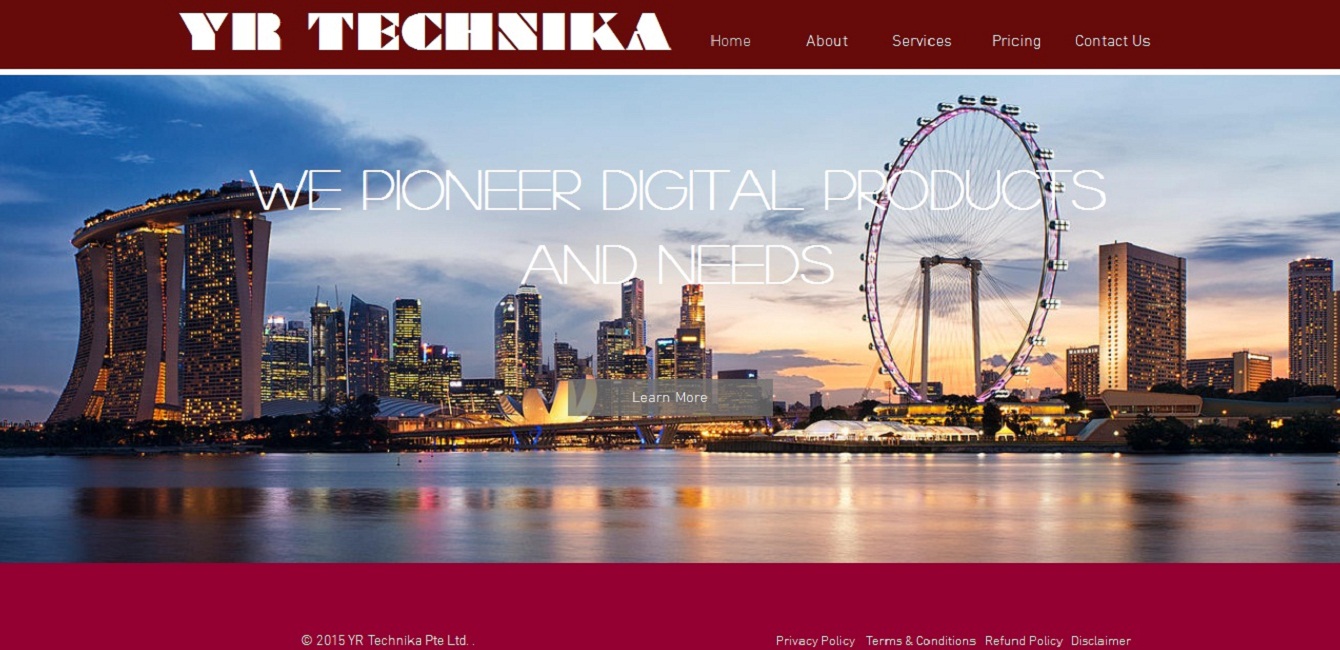 YR TECHNIKA
Home About Services Pricing Contact Us
WE PIONEER DIGITAL PRODUCTS
AND NEEDS
Learn More
© 2015 YR Technika Pte Ltd. .
Privacy Policy Terms & Conditions Refund Policy Disclaimer